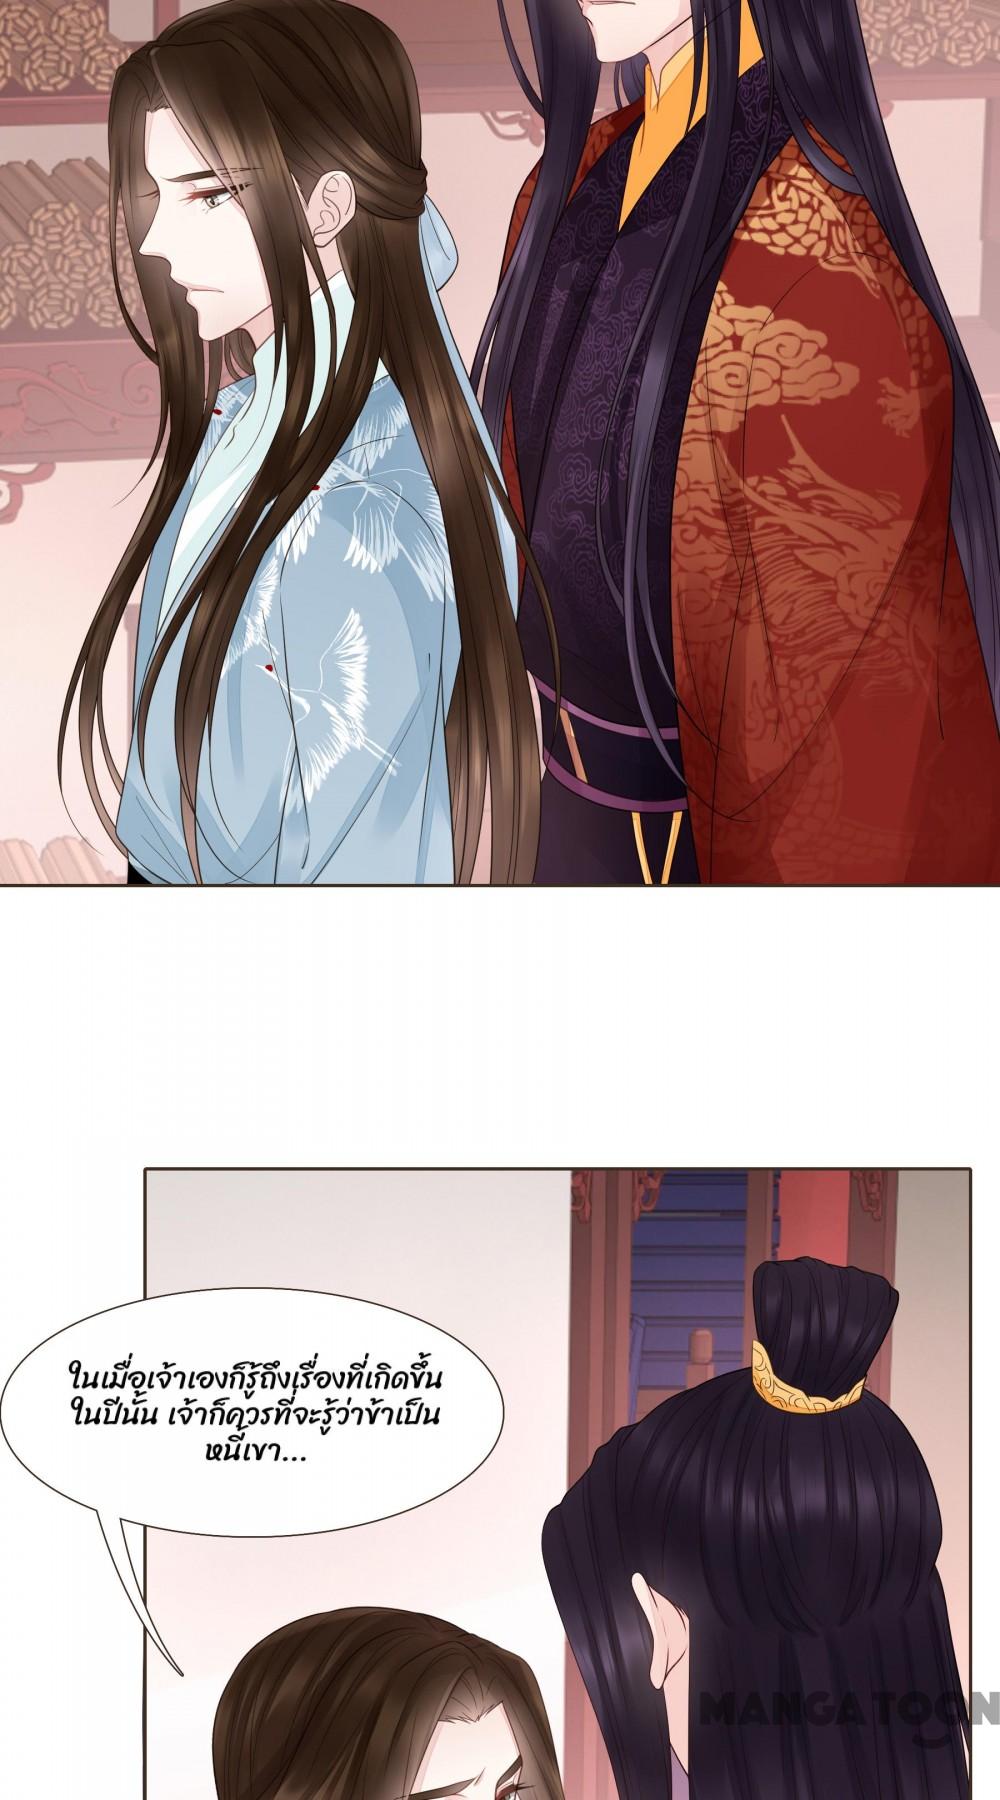 ในเมื่อเจ้าเองก็รู้ถึงเรื่องที่เกิดขึ้น
ในปีนั้น เจ้าก็ควรที่จะรู้ว่าข้าเป็น
หนี้เขา...
MANGATOON